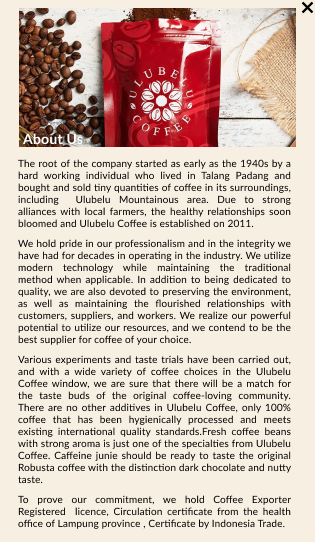 ×
ULUBELU
COFFEE
About Us
The root of the company started as early as the 1940s by a
hard working individual who lived in Talang Padang and
bought and sold tiny quantities of coffee in its surroundings,
including Ulubelu Mountainous area. Due to strong
alliances with local farmers, the healthy relationships soon
bloomed and Ulubelu Coffee is established on 2011.
We hold pride in our professionalism and in the integrity we
have had for decades in operating in the industry. We utilize
modern technology while maintaining the traditional
method when applicable. In addition to being dedicated to
quality, we are also devoted to preserving the environment,
as well as maintaining the flourished relationships with
customers, suppliers, and workers. We realize our powerful
potential to utilize our resources, and we contend to be the
best supplier for coffee of your choice.
Various experiments and taste trials have been carried out,
and with a wide variety of coffee choices in the Ulubelu
Coffee window, we are sure that there will be a match for
the taste buds of the original coffee-loving community.
There are no other additives in Ulubelu Coffee, only 100%
coffee that has been hygienically processed and meets
existing international quality standards.Fresh coffee beans
with strong aroma is just one of the specialties from Ulubelu
Coffee. Caffeine junie should be ready to taste the original
Robusta coffee with the distinction dark chocolate and nutty
taste.
To prove our commitment, we hold Coffee Exporter
Registered licence, Circulation certificate from the health
office of Lampung province , Certificate by Indonesia Trade.